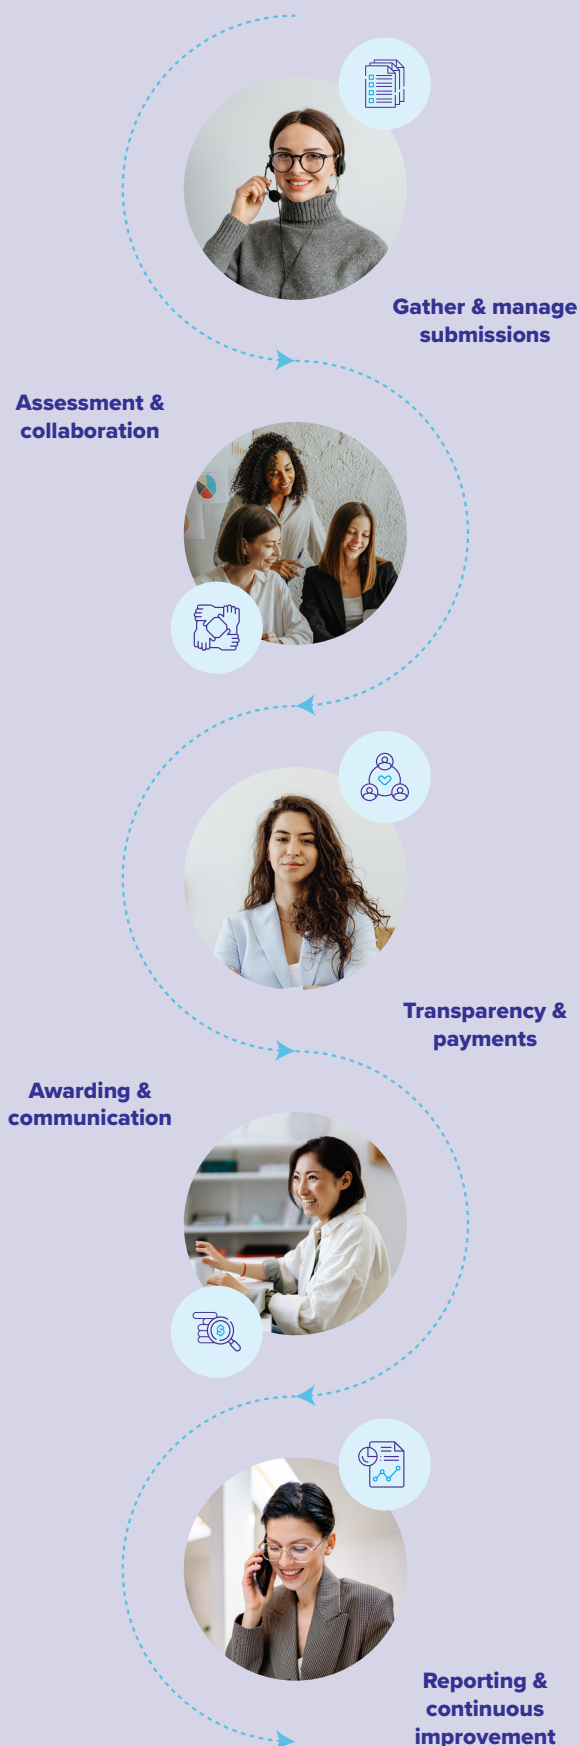 Gather & manage
submissions
Assessment &
collaboration
Transparency &
payments
Awarding &
communication
Reporting &
continuous
improvement